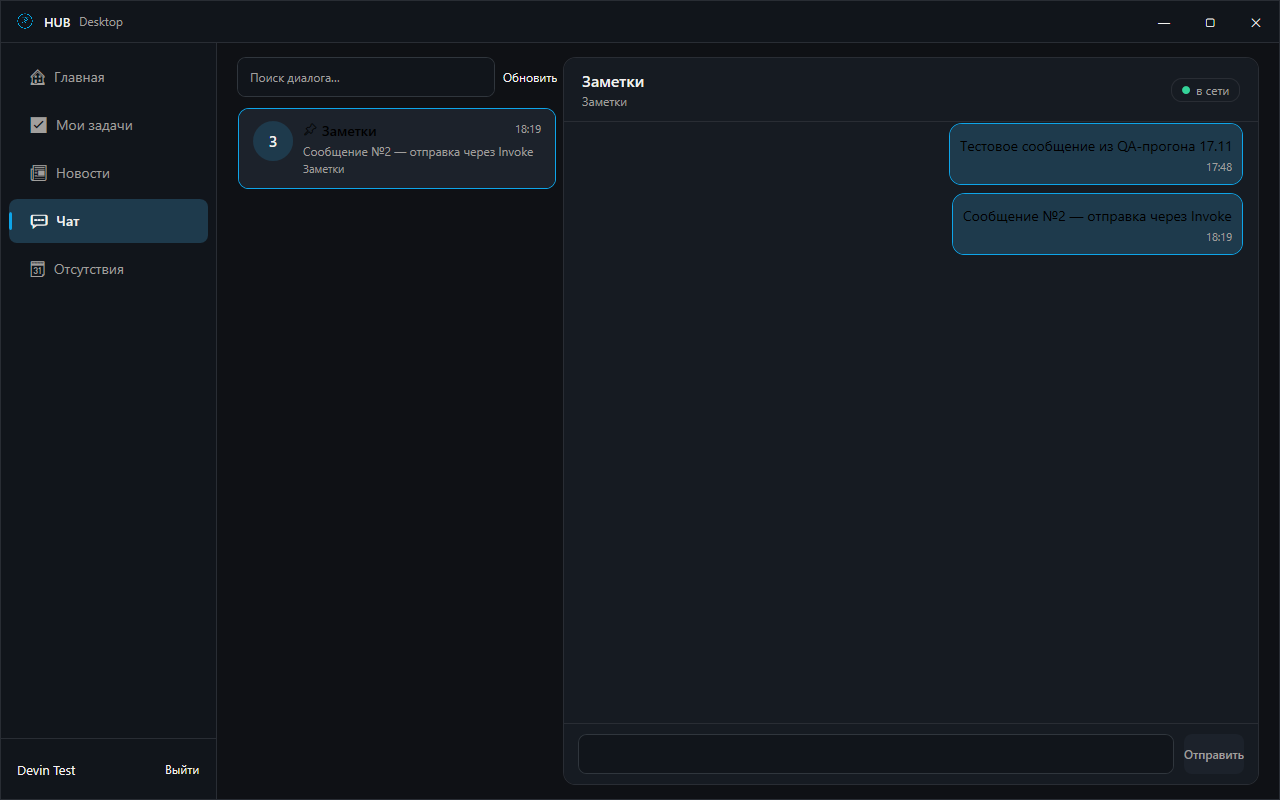 HUB Desktop
Главная
Мои задачи
Новости
Чат
31 Отсутствия
Devin Test Выйти
Поиск диалога... Обновить
З Заметки 18:19
Сообщение №2 — отправка через Invoke
Заметки
Заметки
Заметки
в сети
Тестовое сообщение из QA-прогона 17.11
17:48
Сообщение №2 — отправка через Invoke
18:19
Отправить